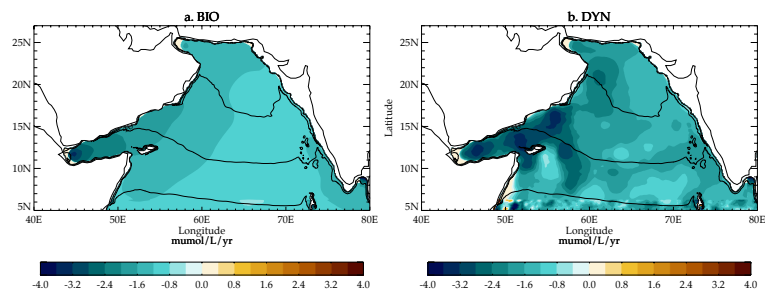 a. BIO
25N
20N
15N
10N
5N
40E
50E
60E
70E
80E
Longitude
mumol/L/yr
-4.0 -3.2 -2.4 -1.6 -0.8 0.0 0.8 1.6 2.4 3.2 4.0
b. DYN
Latitude
25N
20N
15N
10N
5N
40E
50E
60E
70E
80E
Longitude
mumol/L/yr
-4.0 -3.2 -2.4 -1.6 -0.8 0.0 0.8 1.6 2.4 3.2 4.0